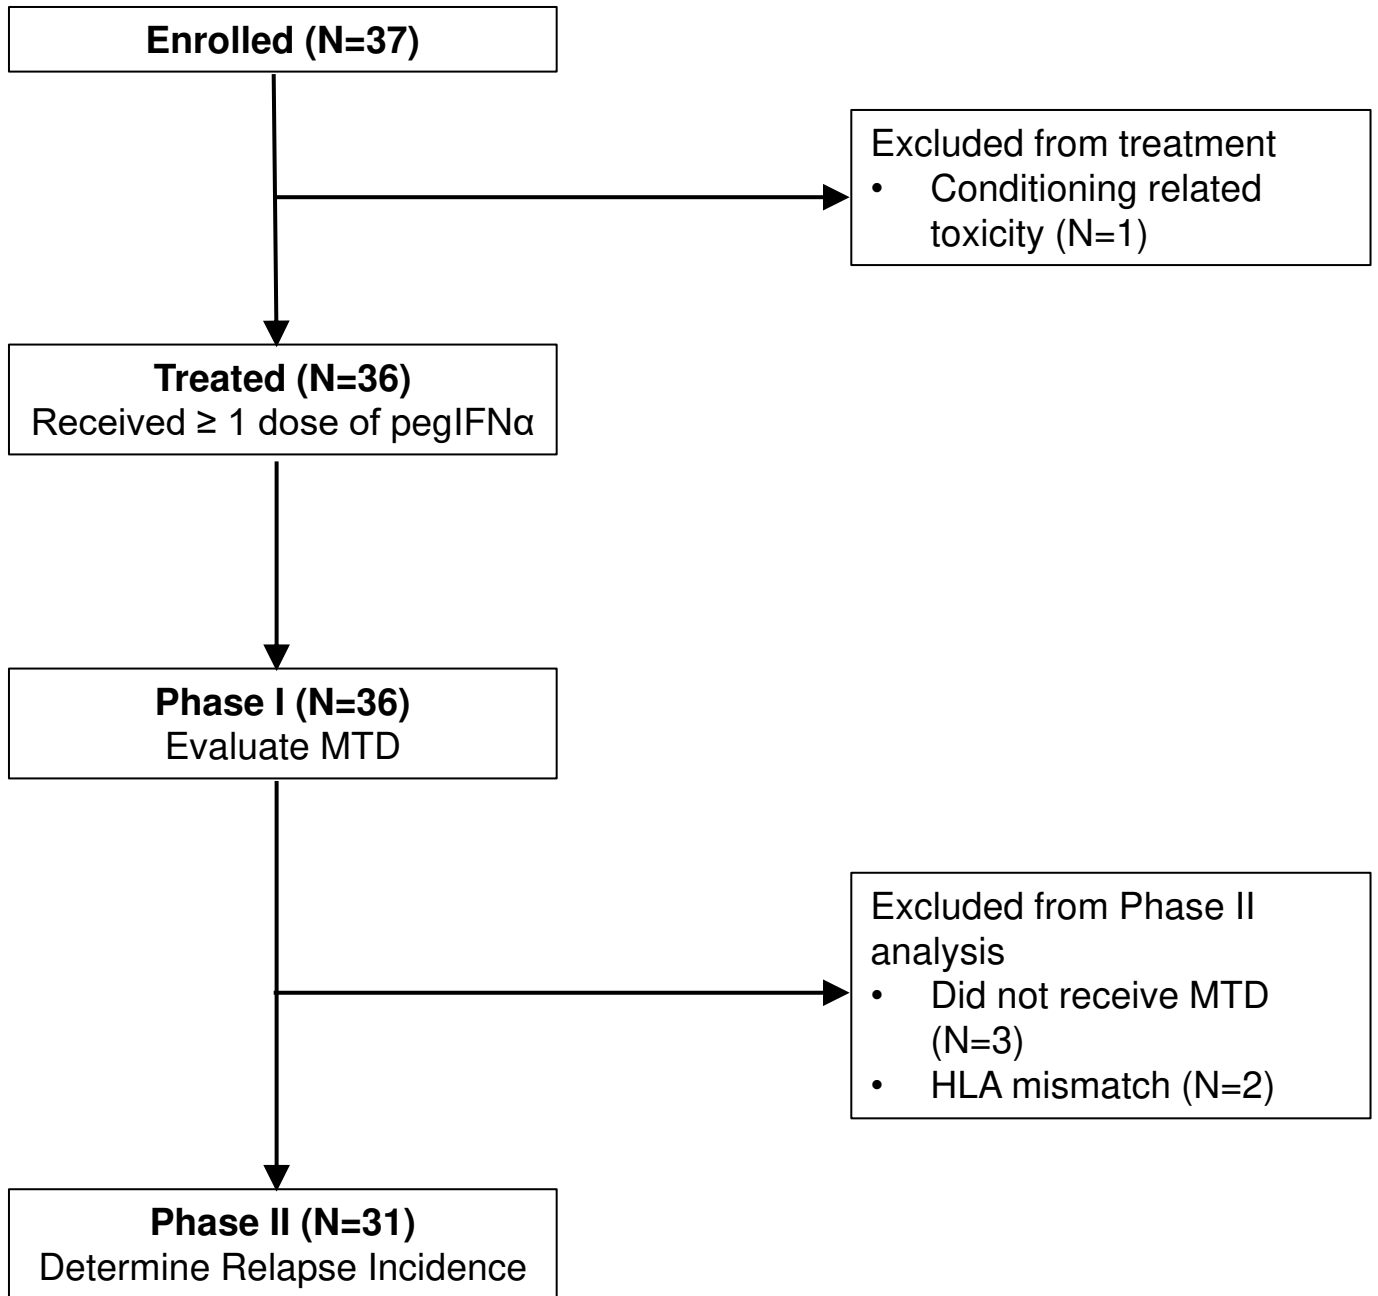 Enrolled (N=37)
Excluded from treatment
• Conditioning related
toxicity (N=1)
Treated (N=36)
Received ≥ 1 dose of pegIFNα
Phase I (N=36)
Evaluate MTD
Excluded from Phase II
analysis
• Did not receive MTD
(N=3)
• HLA mismatch (N=2)
Phase II (N=31)
Determine Relapse Incidence